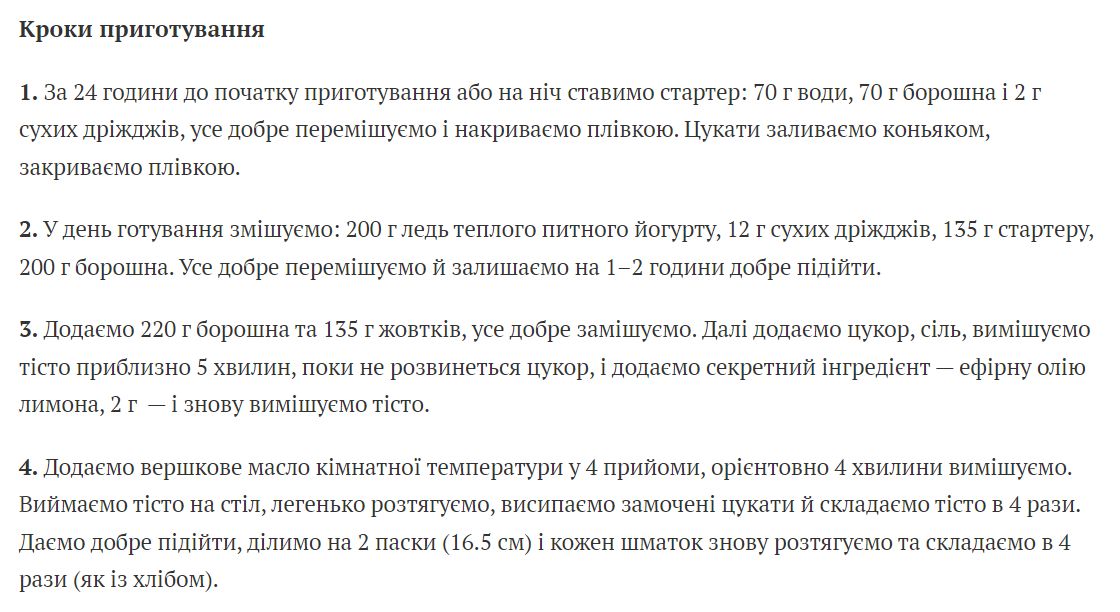 Кроки приготування
1. За 24 години до початку приготування або на ніч ставимо стартер: 70 г води, 70 г борошна і 2 г
сухих дріжджів, усе добре перемішуємо і накриваємо плівкою. Цукати заливаємо коньяком,
закриваємо плівкою.
2. У день готування змішуємо: 200 г ледь теплого питного йогурту, 12 г сухих дріжджів, 135 г стартеру,
200 г борошна. Усе добре перемішуємо й залишаємо на 1–2 години добре підійти.
3. Додаємо 220 г борошна та 135 г жовтків, усе добре замішуємо. Далі додаємо цукор, сіль, вимішуємо
тісто приблизно 5 хвилин, поки не розвинеться цукор, і додаємо секретний інгредієнт — ефірну олію
лимона, 2 г — і знову вимішуємо тісто.
4. Додаємо вершкове масло кімнатної температури у 4 прийоми, орієнтовно 4 хвилини вимішуємо.
Виймаємо тісто на стіл, легенько розтягуємо, висипаємо замочені цукати й складаємо тісто в 4 рази.
Даємо добре підійти, ділимо на 2 паски (16.5 см) і кожен шматок знову розтягуємо та складаємо в 4
рази (як із хлібом).